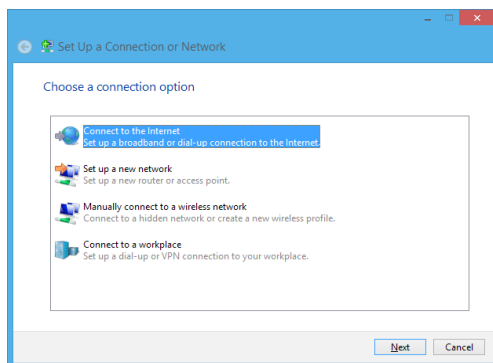 Set Up a Connection or Network
Choose a connection option
Connect to the Internet
Set up a broadband or dial-up connection to the Internet.
Set up a new network
Set up a new router or access point.
Manually connect to a wireless network
Connect to a hidden network or create a new wireless profile.
Connect to a workplace
Set up a dial-up or VPN connection to your workplace.
Next Cancel